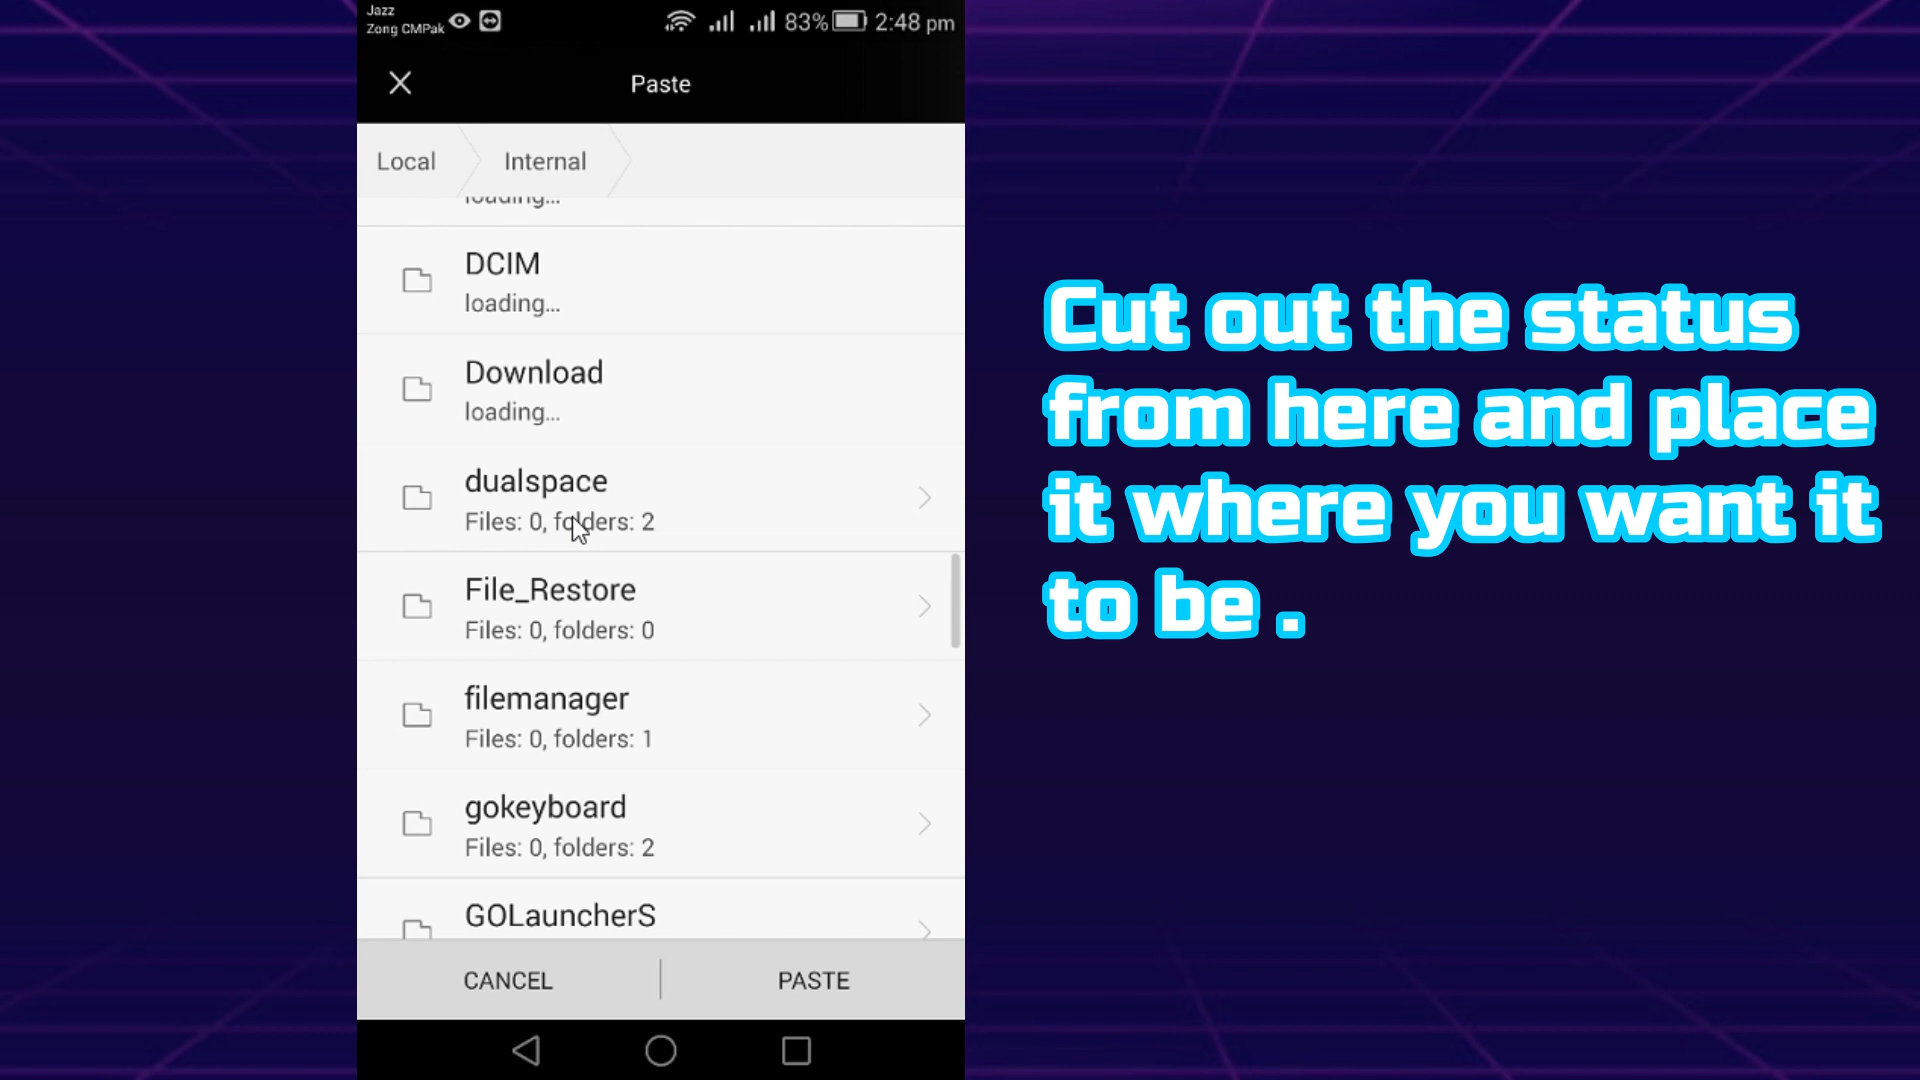 Jazz
Zong CMPak
83%
2:48 pm
Paste
Local
Internal
loading...
DCIM
loading...
Download
loading...
dualspace
Files: 0, folders: 2
File_Restore
Files: 0, folders: 0
filemanager
Files: 0, folders: 1
gokeyboard
Files: 0, folders: 2
GOLauncherS
CANCEL
PASTE
Cut out the status
from here and place
it where you want it
to be .